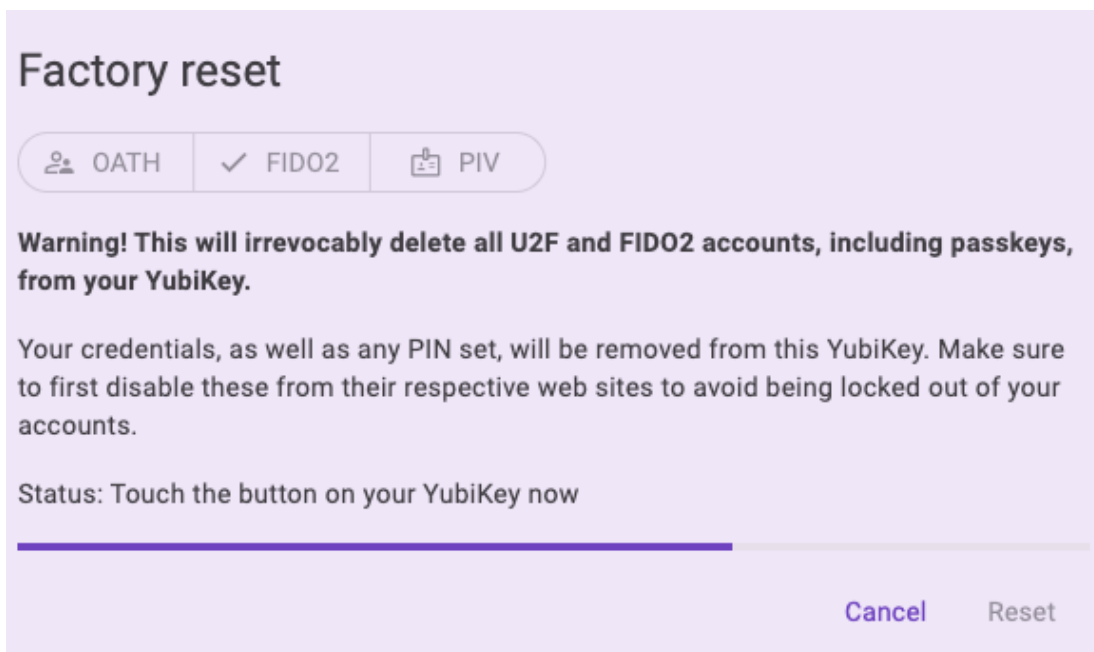 Factory reset
OATH FIDO2 PIV
Warning! This will irrevocably delete all U2F and FIDO2 accounts, including passkeys,
from your YubiKey.
Your credentials, as well as any PIN set, will be removed from this YubiKey. Make sure
to first disable these from their respective web sites to avoid being locked out of your
accounts.
Status: Touch the button on your YubiKey now
Cancel Reset